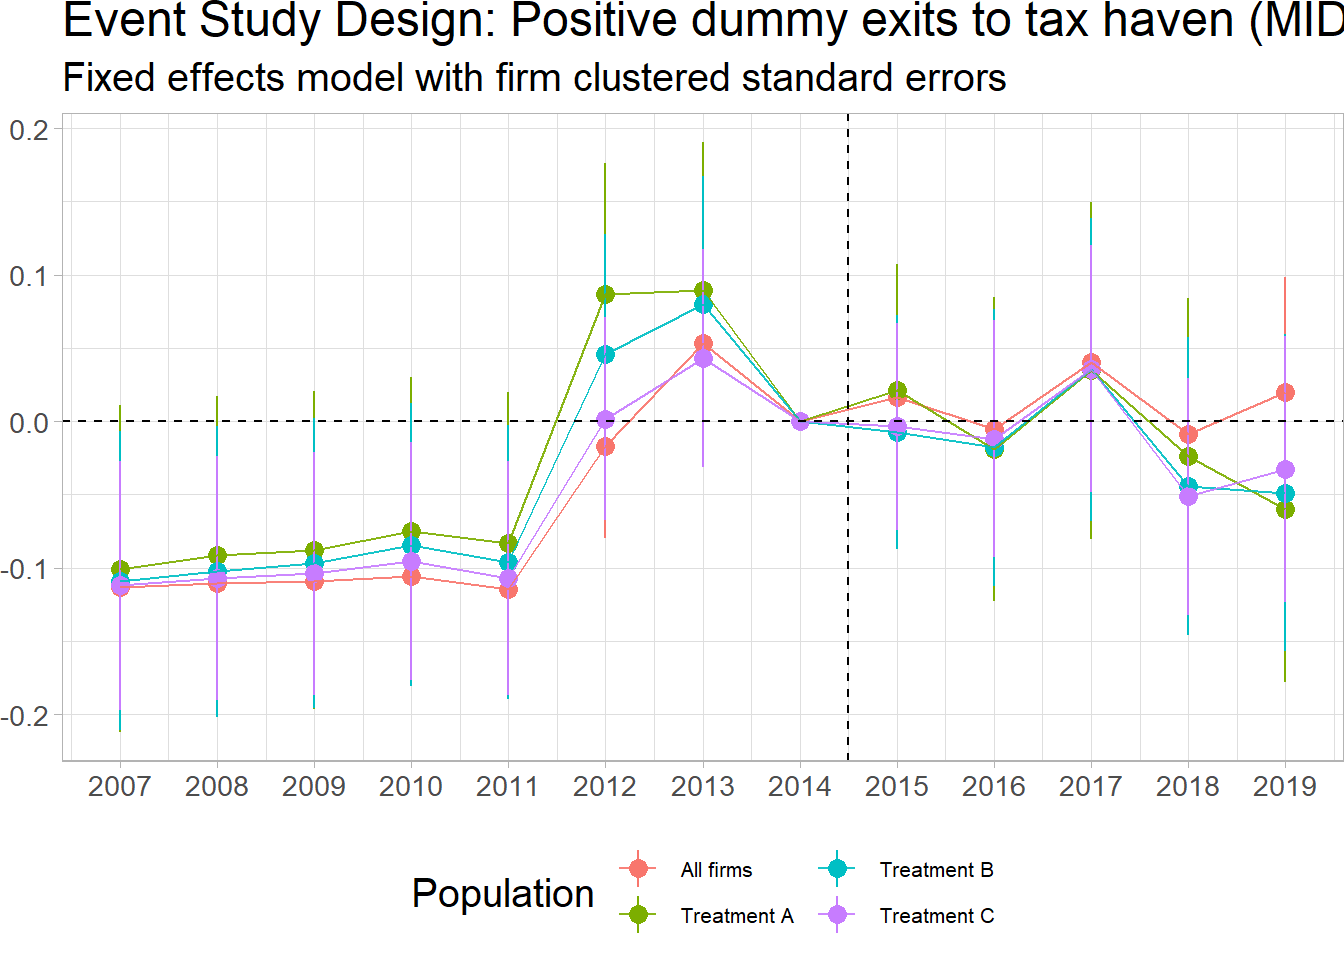 Event Study Design: Positive dummy exits to tax haven (MID
Fixed effects model with firm clustered standard errors
0.2
0.1
0.0
-0.1
-0.2
2007 2008 2009 2010 2011 2012 2013 2014 2015 2016 2017 2018 2019
Population
All firms
Treatment A
Treatment B
Treatment C